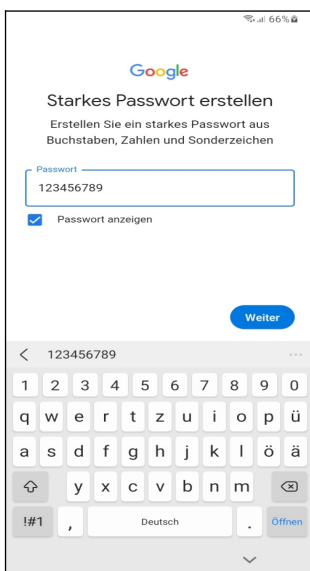 66%
Google
Starkes Passwort erstellen
Erstellen Sie ein starkes Passwort aus
Buchstaben, Zahlen und Sonderzeichen
Passwort
123456789
Passwort anzeigen
Weiter
123456789
1 2 3 4 5 6 7 8 9 0
q w e r t z u i o p ü
a s d f g h j k l ö ä
y x c v b n m
!#1 , Deutsch . Öffnen